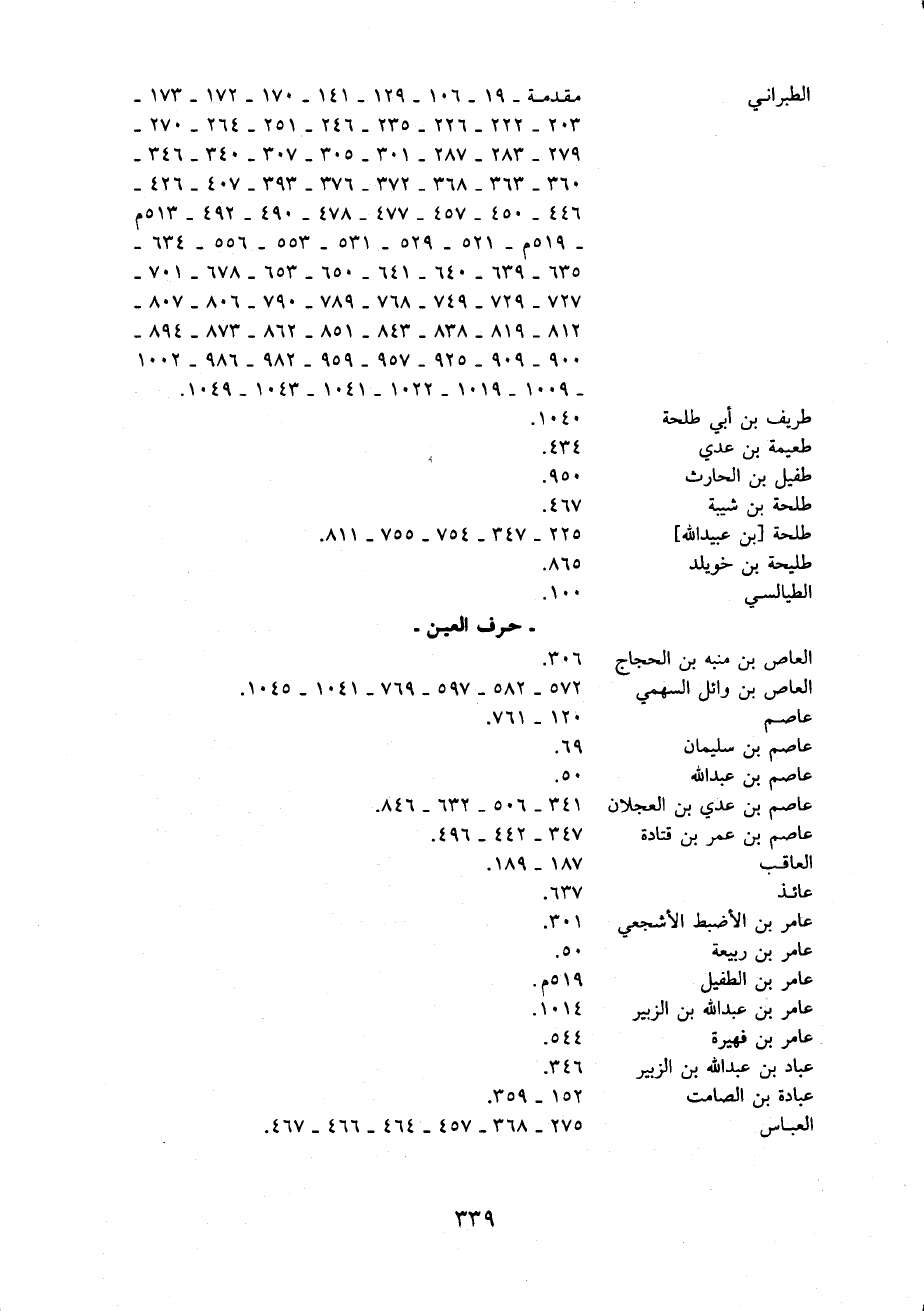 الطبراني مقدمة ـ ١٩ ـ ١٠٦ ـ ١٢٩ ـ ١٤١ ـ ١٧٠ ـ ١٧٢ ـ ١٧٣ ـ
٢٠٣ ـ ٢٢٢ ـ ٢٢٦ ـ ٢٣٥ ـ ٢٤٦ ـ ٢٥١ ـ ٢٦٤ ـ ٢٧٠ ـ
٢٧٩ ـ ٢٨٣ ـ ٢٨٧ ـ ٣٠١ ـ ٣٠٥ ـ ٣٠٧ ـ ٣٤٠ ـ ٣٤٦ ـ
٣٦٠ ـ ٣٦٣ ـ ٣٦٨ ـ ٣٧٢ ـ ٣٧٦ ـ ٣٩٣ ـ ٤٠٧ ـ ٤٢٦ ـ
٤٤٦ ـ ٤٥٠ ـ ٤٥٧ ـ ٤٧٧ ـ ٤٧٨ ـ ٤٩٠ ـ ٤٩٢ ـ ٥١٣م
ـ ٥١٩م ـ ٥٢١ ـ ٥٢٩ ـ ٥٣١ ـ ٥٥٣ ـ ٥٥٦ ـ ٦٣٤ ـ
٦٣٥ ـ ٦٣٩ ـ ٦٤٠ ـ ٦٤١ ـ ٦٥٠ ـ ٦٥٣ ـ ٦٧٨ ـ ٧٠١ ـ
٧٢٧ ـ ٧٢٩ ـ ٧٤٩ ـ ٧٦٨ ـ ٧٨٩ ـ ٧٩٠ ـ ٨٠٦ ـ ٨٠٧ ـ
٨١٢ ـ ٨١٩ ـ ٨٣٨ ـ ٨٤٣ ـ ٨٥١ ـ ٨٦٢ ـ ٨٧٣ ـ ٨٩٤ ـ
٩٠٠ ـ ٩٠٩ ـ ٩٢٥ ـ ٩٥٧ ـ ٩٥٩ ـ ٩٨٢ ـ ٩٨٦ ـ ١٠٠٢
ـ ١٠٠٩ ـ ١٠١٩ ـ ١٠٢٢ ـ ١٠٤١ ـ ١٠٤٣ ـ ١٠٤٩.
طريف بن أبي طلحة ١٠٤٠.
طعيمة بن عدي ٤٣٤.
طفيل بن الحارث ٩٥٠.
طلحة بن شيبة ٤٦٧.
طلحة [بن عبيدالله] ٢٢٥ ـ ٣٤٧ ـ ٧٥٤ ـ ٧٥٥ ـ ٨١١.
طليحة بن خويلد ٨٦٥.
الطيالسي ١٠٠.
ـ حرف العين ـ
العاص بن منبه بن الحجاج ٣٠٦.
العاص بن وائل السهمي ٥٧٢ ـ ٥٨٢ ـ ٥٩٧ ـ ٧٦٩ ـ ١٠٤١ ـ ١٠٤٥.
عاصم ١٢٠ ـ ٧٦١.
عاصم بن سليمان ٦٩.
عاصم بن عبدالله ٥٠.
عاصم بن عدي بن العجلان ٣٤١ ـ ٥٠٦ ـ ٦٣٢ ـ ٨٤٦.
عاصم بن عمر بن قتادة ٣٤٧ ـ ٤٤٢ ـ ٤٩٦.
العاقب ١٨٧ ـ ١٨٩.
عائذ ٦٣٧.
عامر بن الأضبط الأشجعي ٣٠١.
عامر بن ربيعة ٥٠.
عامر بن الطفيل ٥١٩م.
عامر بن عبدالله بن الزبير ١٠١٤.
عامر بن فهيرة ٥٤٤.
عباد بن عبدالله بن الزبير ٣٤٦.
عبادة بن الصامت ١٥٢ ـ ٣٥٩.
العباس ٢٧٥ ـ ٣٦٨ ـ ٤٥٧ ـ ٤٦٤ ـ ٤٦٦ ـ ٤٦٧.
٣٣٩